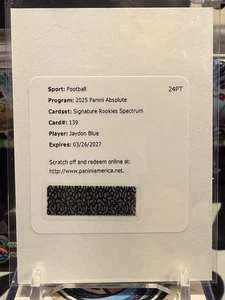 Sport: Football 24PT
Program: 2025 Panini Absolute
Cardset: Signature Rookies Spectrum
Card#: 139
Player: Jaydon Blue
Expires: 03/26/2027
Scratch off and redeem online at:
http://www.paniniamerica.net.